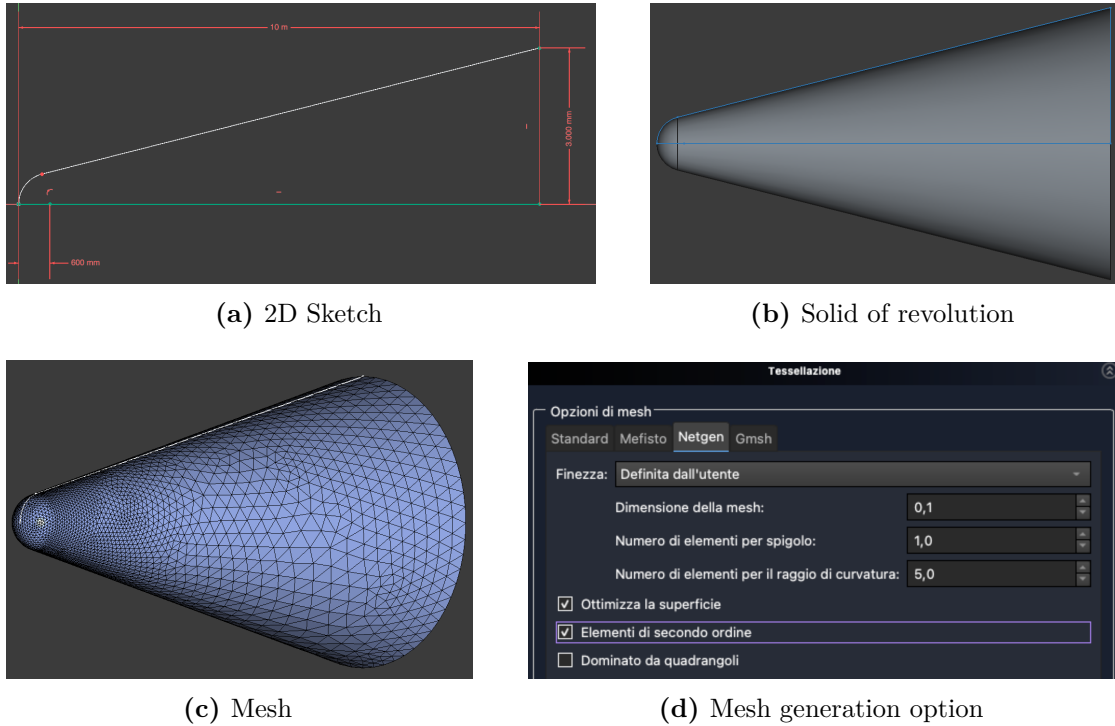 10 m
3.000 mm
600 mm
(a) 2D Sketch
(b) Solid of revolution
Tessellazione
Opzioni di mesh
Standard Mefisto Netgen Gmsh
Finezza: Definita dall'utente
Dimensione della mesh: 0,1
Numero di elementi per spigolo: 1,0
Numero di elementi per il raggio di curvatura: 5,0
Ottimizza la superficie
Elementi di secondo ordine
Dominato da quadrangoli
(c) Mesh
(d) Mesh generation option